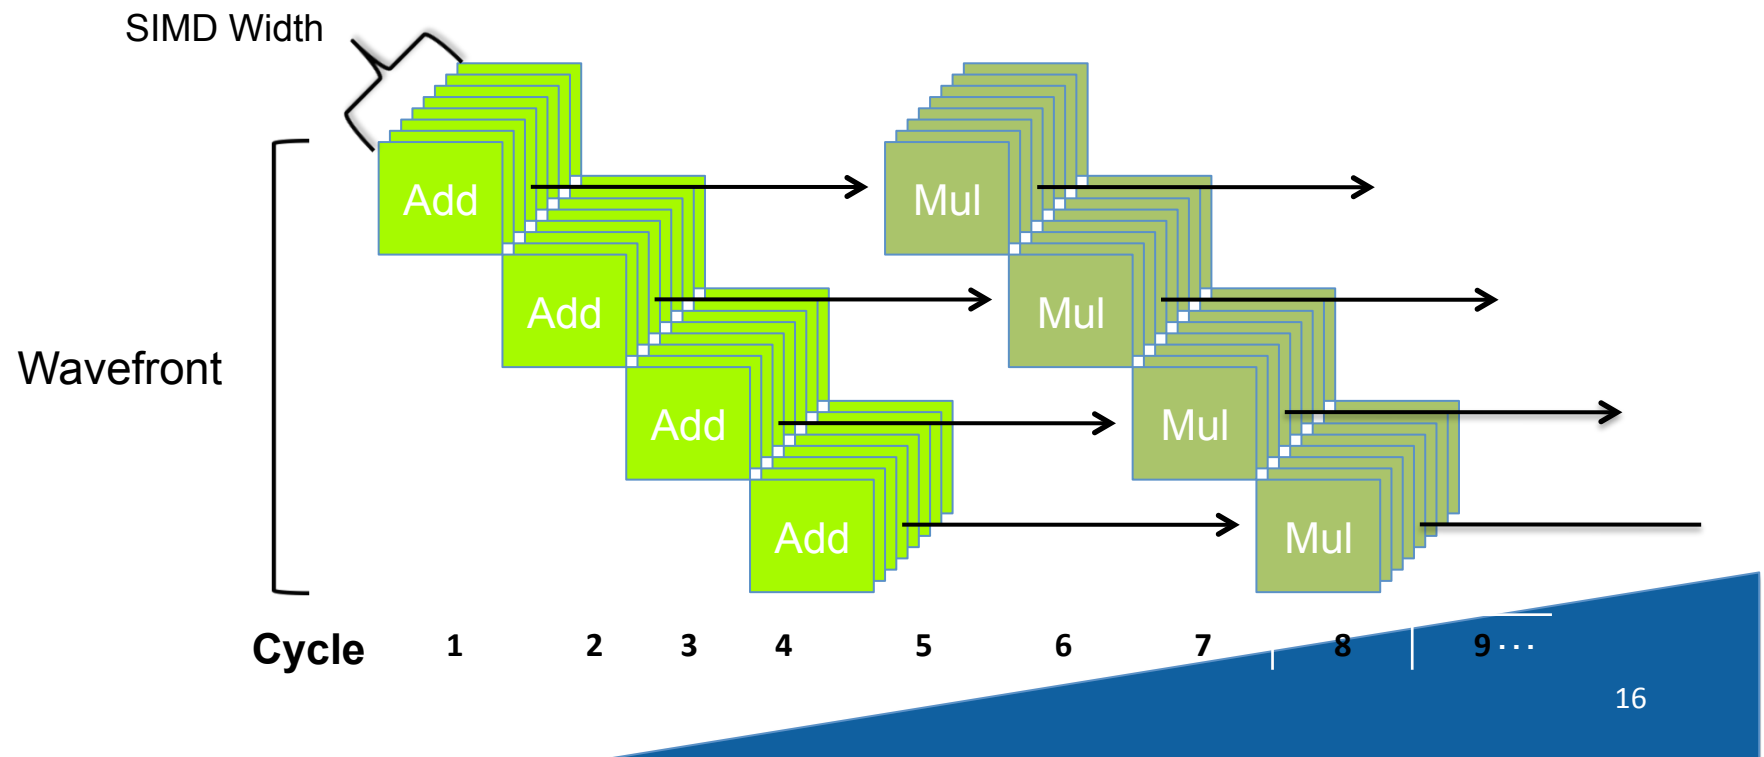 SIMD Width
Add Mul
Add Mul
Wavefront
Add Mul
Add Mul
Cycle 1 2 3 4 5 6 7 8 9 ...
16